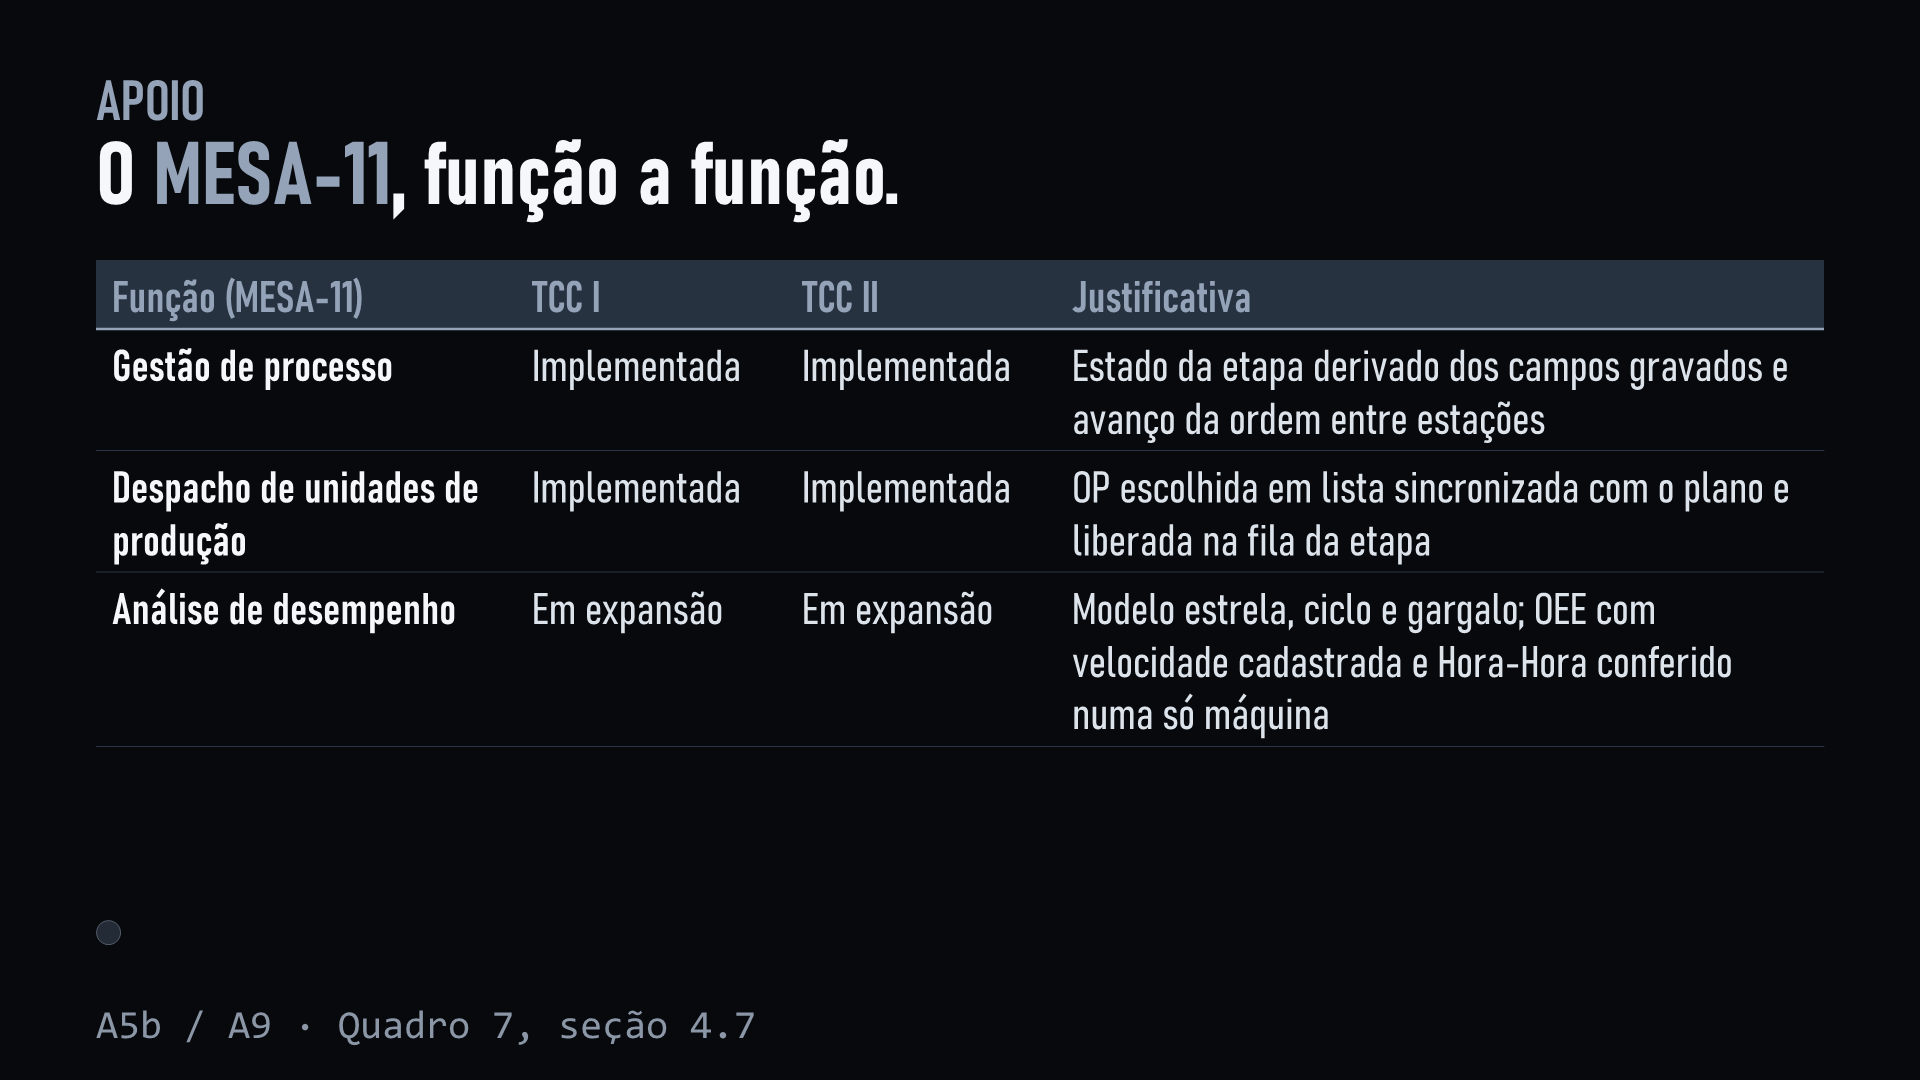 APOIO
O MESA-11, função a função.
Função (MESA-11) TCC I TCC II Justificativa
Gestão de processo Implementada Implementada Estado da etapa derivado dos campos gravados e
avanço da ordem entre estações
Despacho de unidades de Implementada Implementada OP escolhida em lista sincronizada com o plano e
produção liberada na fila da etapa
Análise de desempenho Em expansão Em expansão Modelo estrela, ciclo e gargalo; OEE com
velocidade cadastrada e Hora-Hora conferido
numa só máquina
A5b / A9 · Quadro 7, seção 4.7